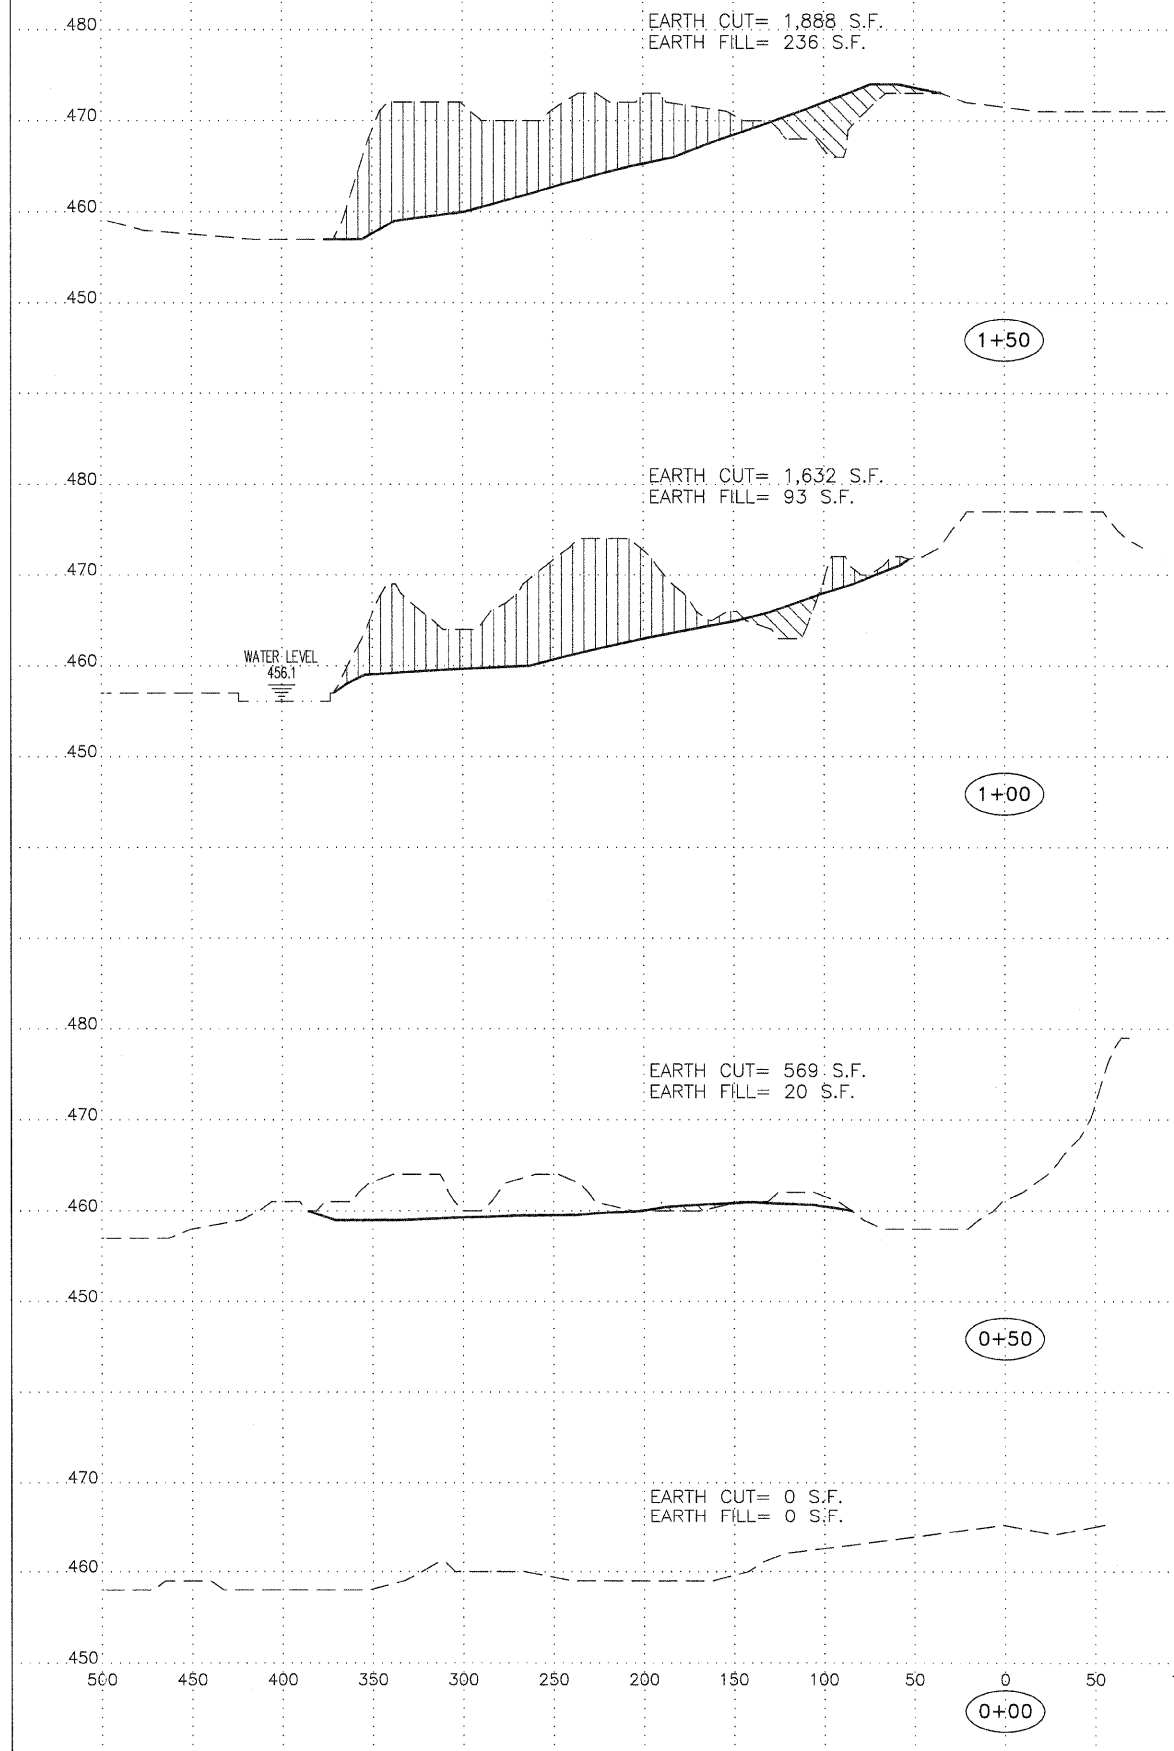 EARTH CUT= 1,888 S.F.
480
EARTH FILL= 236 S.F.
470
460
450
1+50
EARTH CUT= 1,632 S.F.
480
EARTH FILL= 93 S.F.
470
WATER LEVEL
460
456.1
450
1+00
480
EARTH CUT= 569 S.F.
EARTH FILL= 20 S.F.
470
460
450
0+50
470
EARTH CUT= 0 S.F.
EARTH FILL= 0 S.F.
460
450
500 450 400 350 300 250 200 150 100 50 0 50
0+00